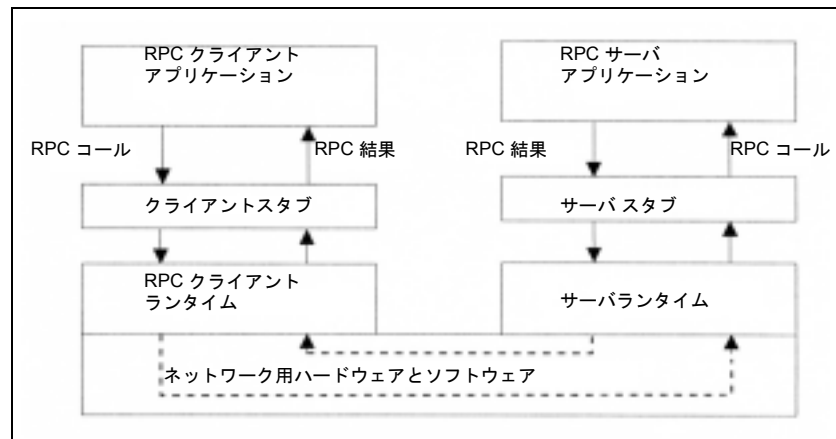 RPC クライアント
アプリケーション
RPC サーバ
アプリケーション
RPC コール
RPC 結果
RPC 結果
RPC コール
クライアントスタブ
サーバ スタブ
RPC クライアント
ランタイム
サーバランタイム
ネットワーク用ハードウェアとソフトウェア